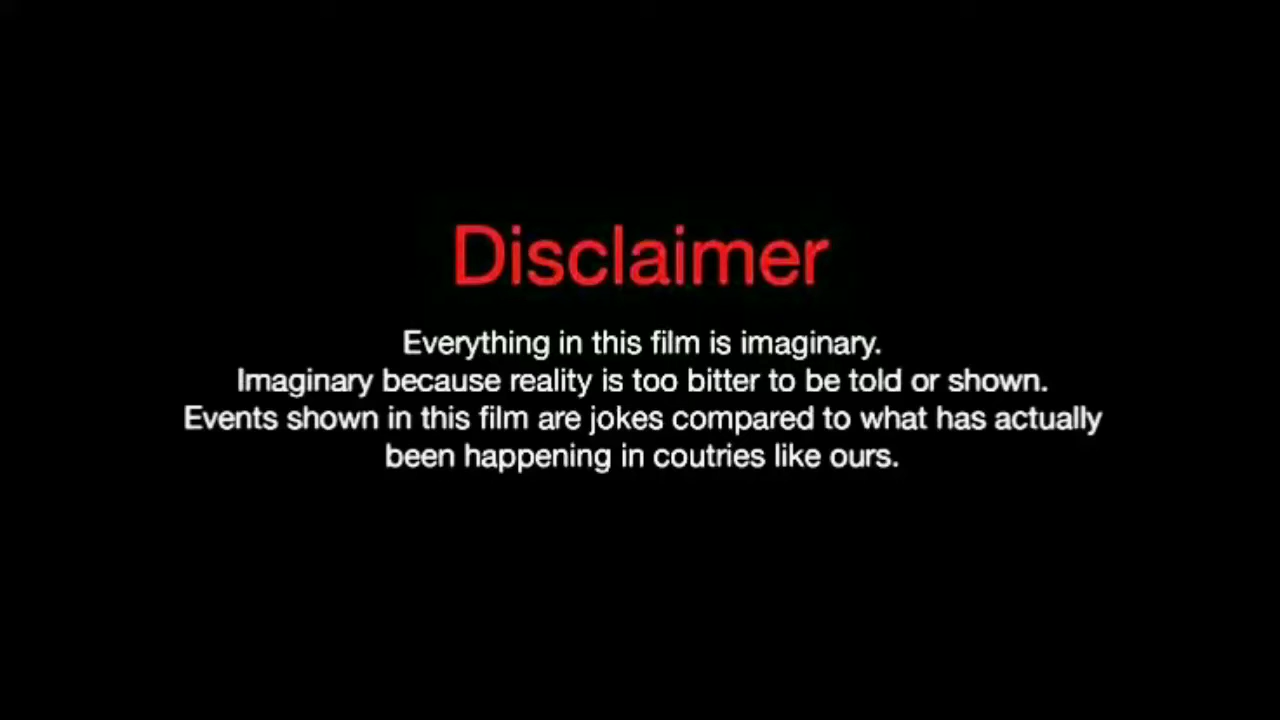 Disclaimer
Everything in this film is imaginary.
Imaginary because reality is too bitter to be told or shown.
Events shown in this film are jokes compared to what has actually
been happening in coutries like ours.